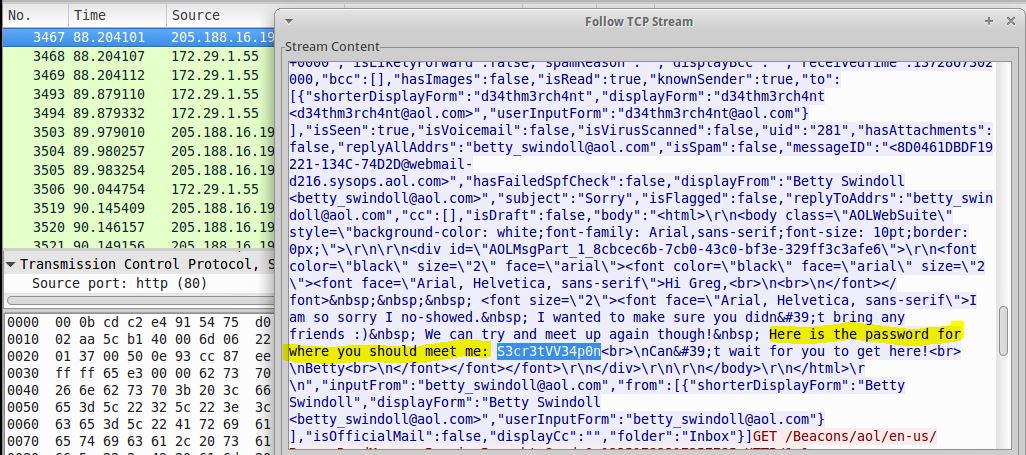 No. Time Source
3467 88.204101 205.188.16.19
3468 88.204107 172.29.1.55
3469 88.204112 172.29.1.55
3493 88.879110 172.29.1.55
3494 88.879332 172.29.1.55
3503 89.979010 205.188.16.19
3504 89.980257 205.188.16.19
3505 89.983254 205.188.16.19
3506 90.044754 172.29.1.55
3519 90.145409 205.188.16.19
3520 90.146157 205.188.16.19
3521 90.149156 205.188.16.19
Transmission Control Protocol, S
Source port: http (80)
0000 00 0b cd c2 e4 91 54 75 d0
0010 02 aa 5c b1 40 00 6d 06 22
0020 01 37 00 50 0e 93 cc 87 ee
0030 ff ff 65 e3 00 00 62 73 70
0040 26 6e 62 73 70 3b 20 3c 66
0050 65 3d 5c 22 32 5c 22 3e 3c
0060 63 65 3d 5c 22 41 72 69 61
0070 65 74 69 63 61 2c 20 73 61
Follow TCP Stream
Stream Content
000,"bcc":[],"hasImages":false,"isRead":true,"knownSender":true,"to":
[{"shorterDisplayForm":"d34thm3rch4nt","displayForm":"d34thm3rch4nt
<d34thm3rch4nt@aol.com>","userInputForm":"d34thm3rch4nt@aol.com"}
],"isSeen":true,"isVoicemail":false,"isVirusScanned":false,"uid":"281","hasAttachments":
false,"replyAllAddrs":"betty_swindoll@aol.com","isSpam":false,"messageID":"<8D0461DBDF19
221-134C-74D2D@webmail-
d216.sysops.aol.com>","hasFailedSpfCheck":false,"displayFrom":"Betty Swindoll
<betty_swindoll@aol.com>","subject":"Sorry","isFlagged":false,"replyToAddrs":"betty_swin
doll@aol.com","cc":[],"isDraft":false,"body":"<html>\r\n<body class=\"AOLWebSuite\"
style=\"background-color: white;font-family: Arial,sans-serif;font-size: 10pt;border:
0px;\">\r\n\r\n<div id=\"AOLMsgPart_1_8cbcec6b-7cb0-43c0-bf3e-329ff3c3afe6\">\r\n<font
color=\"black\" size=\"2\" face=\"arial\"><font color=\"black\" face=\"arial\" size=\"2
\"><font face=\"Arial, Helvetica, sans-serif\">Hi Greg,<br>\n<br>\n</font></
font>&nbsp;&nbsp;&nbsp; <font size=\"2\"><font face=\"Arial, Helvetica, sans-serif\">I
am so sorry I no-showed.&nbsp; I wanted to make sure you didn&#39;t bring any
friends :)&nbsp; We can try and meet up again though!&nbsp; Here is the password for
where you should meet me: S3cr3tVV34p0n<br>\nCan&#39;t wait for you to get here!<br>
\nBetty<br>\n</font></font></font>\r\n</div>\r\n\r\n</body>\r\n</html>\r
\n","inputFrom":"betty_swindoll@aol.com","from":[{"shorterDisplayForm":"Betty
Swindoll","displayForm":"Betty Swindoll
<betty_swindoll@aol.com>","userInputForm":"betty_swindoll@aol.com"}
],"isOfficialMail":false,"displayCc":"","folder":"Inbox"}]GET /Beacons/aol/en-us/